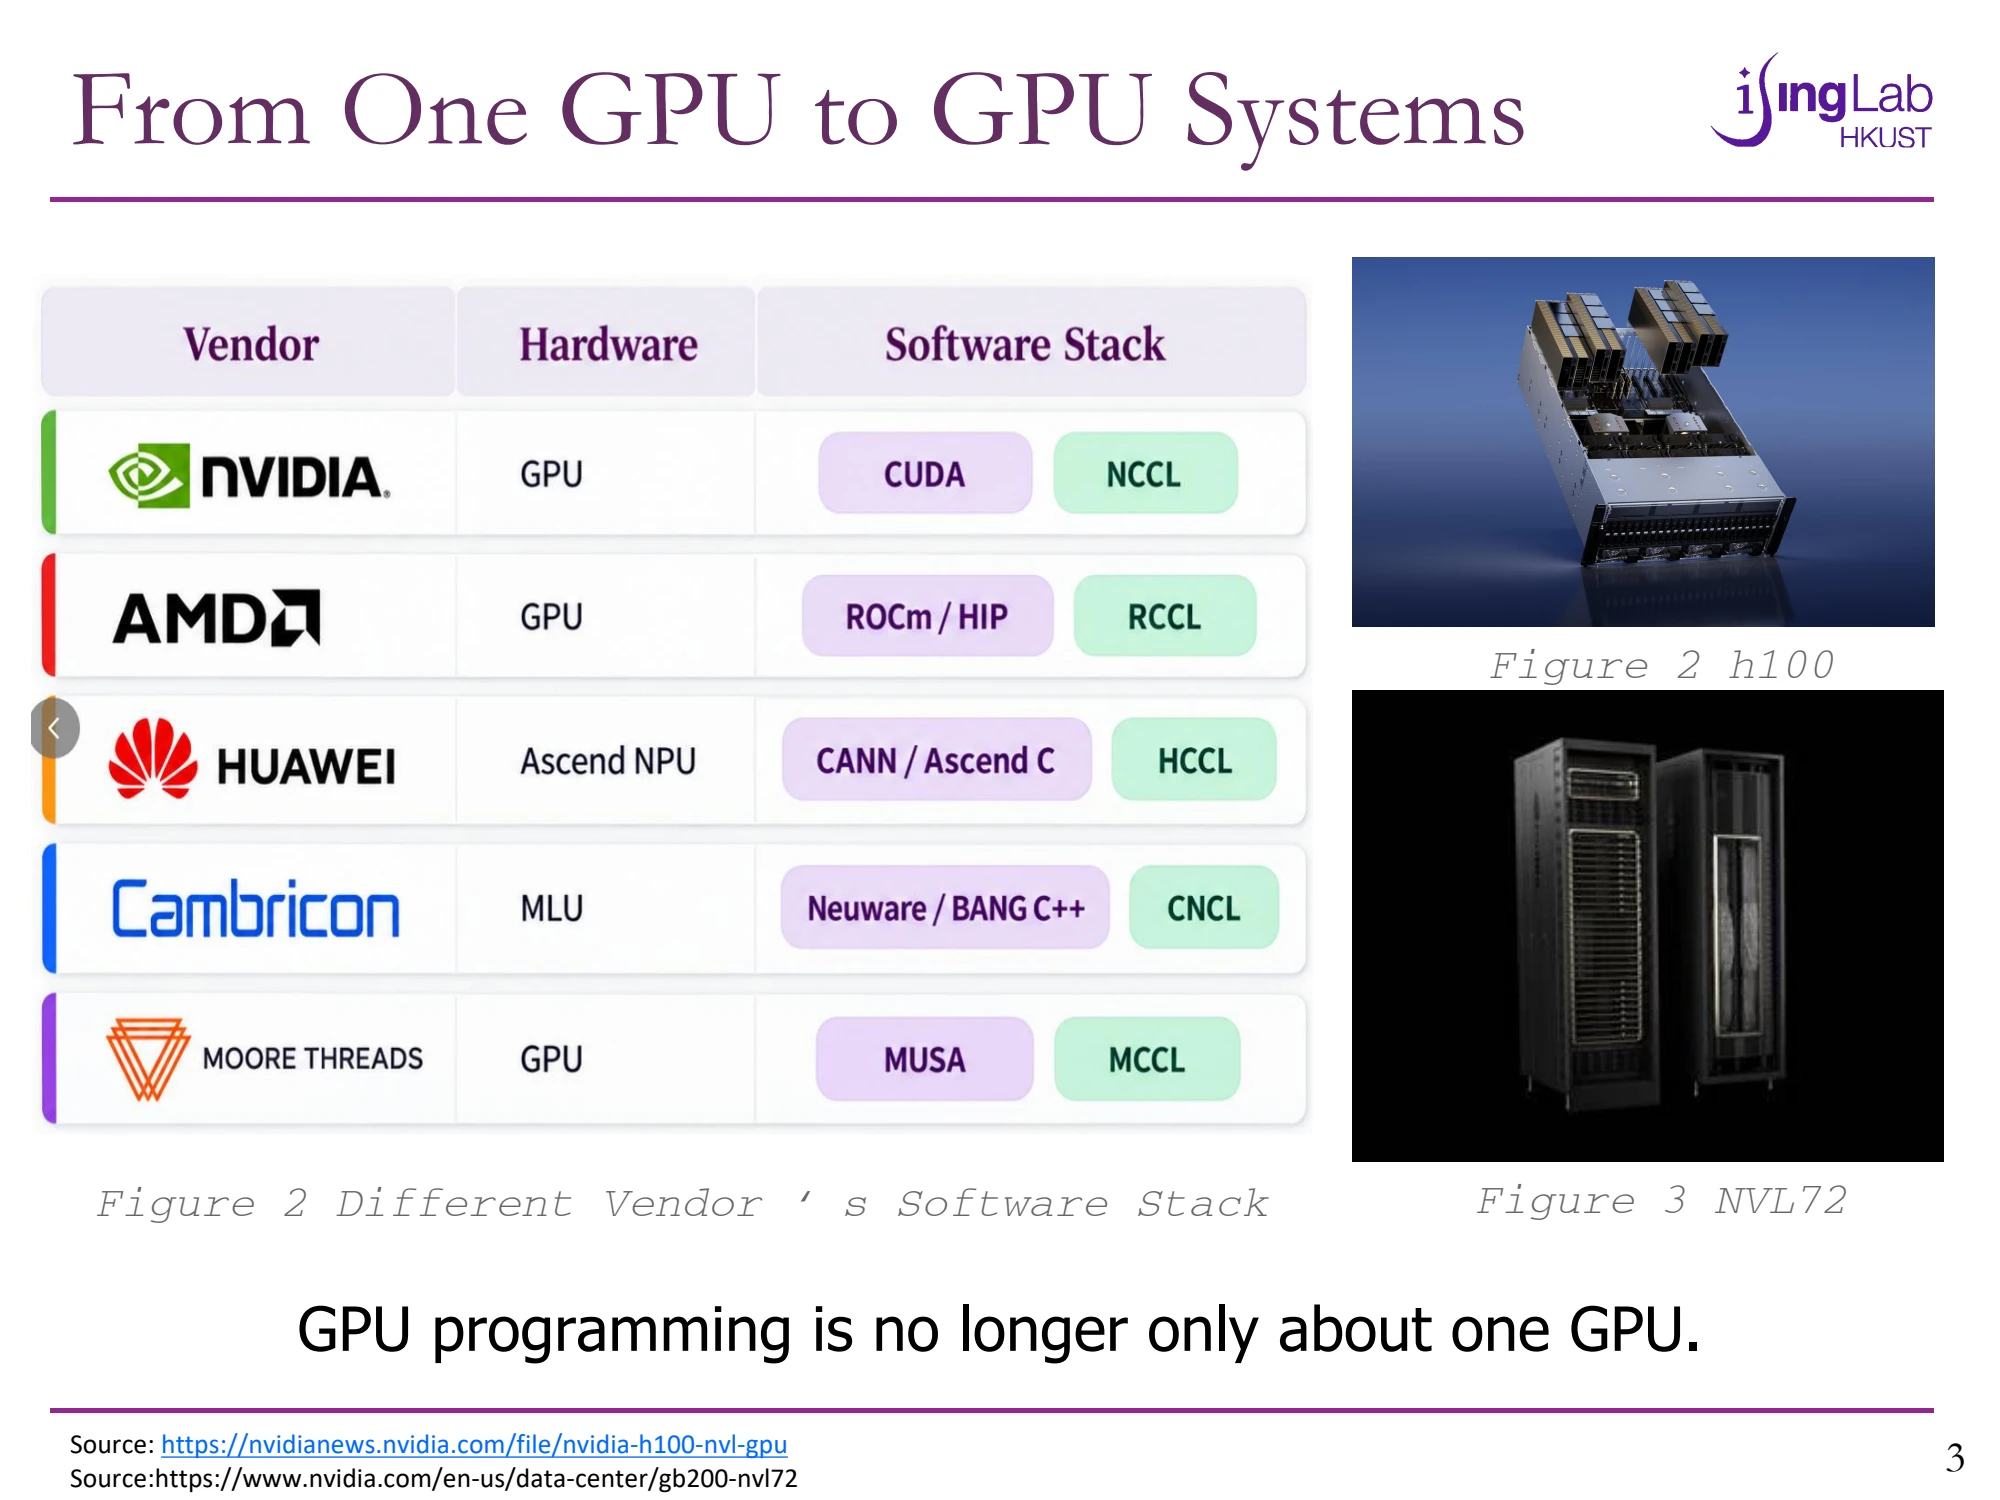 From One GPU to GPU Systems
isingLab
HKUST
Vendor Hardware Software Stack
NVIDIA. GPU CUDA NCCL
AMD GPU ROCm / HIP RCCL
HUAWEI Ascend NPU CANN / Ascend C HCCL
Cambricon MLU Neuware / BANG C++ CNCL
MOORE THREADS GPU MUSA MCCL
Figure 2 Different Vendor ‘ s Software Stack
Figure 2 h100
Figure 3 NVL72
GPU programming is no longer only about one GPU.
Source: https://nvidianews.nvidia.com/file/nvidia-h100-nvl-gpu
Source:https://www.nvidia.com/en-us/data-center/gb200-nvl72
3